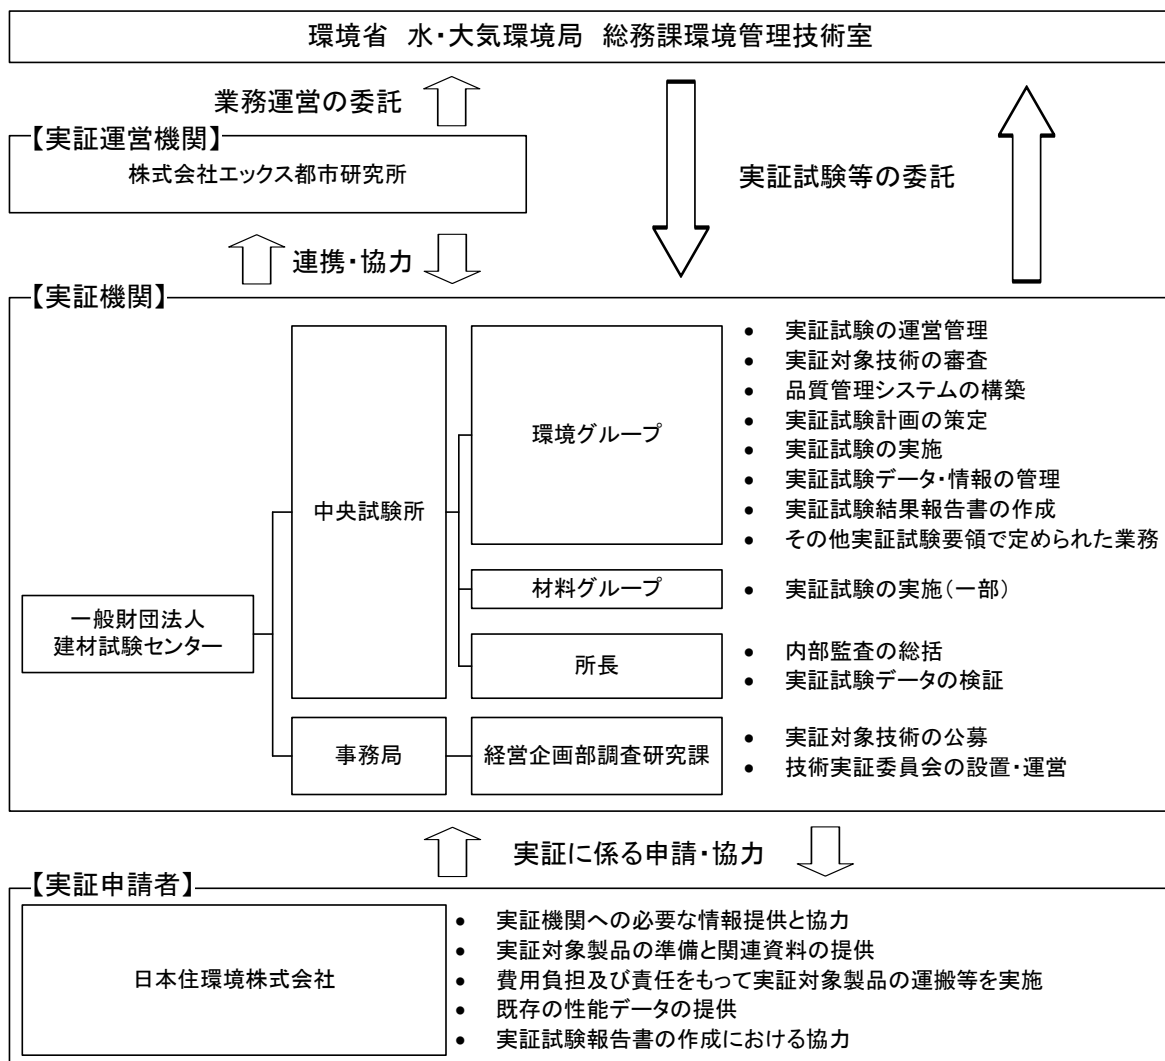 環境省　水・大気環境局　総務課環境管理技術室
業務運営の委託
【実証運営機関】
株式会社エックス都市研究所
実証試験等の委託
連携・協力
【実証機関】
一般財団法人
建材試験センター
中央試験所
環境グループ
• 実証試験の運営管理
• 実証対象技術の審査
• 品質管理システムの構築
• 実証試験計画の策定
• 実証試験の実施
• 実証試験データ・情報の管理
• 実証試験結果報告書の作成
• その他実証試験要領で定められた業務
材料グループ
• 実証試験の実施（一部）
所長
• 内部監査の総括
• 実証試験データの検証
事務局
経営企画部調査研究課
• 実証対象技術の公募
• 技術実証委員会の設置・運営
実証に係る申請・協力
【実証申請者】
日本住環境株式会社
• 実証機関への必要な情報提供と協力
• 実証対象製品の準備と関連資料の提供
• 費用負担及び責任をもって実証対象製品の運搬等を実施
• 既存の性能データの提供
• 実証試験報告書の作成における協力